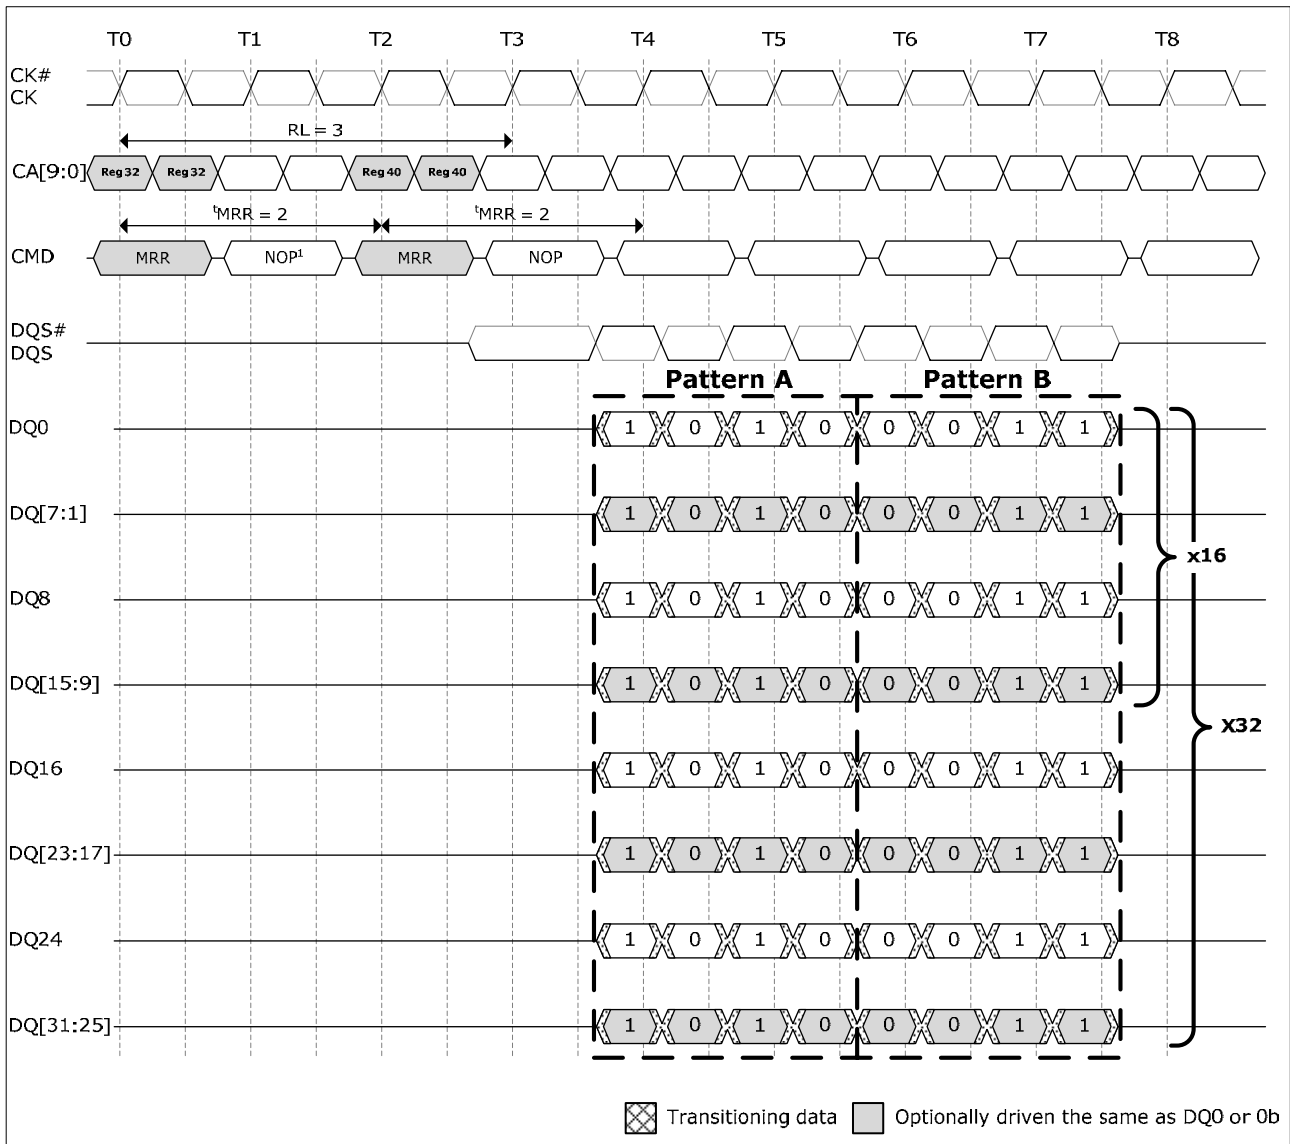 T0 T1 T2 T3 T4 T5 T6 T7 T8
CK#
CK
RL = 3
CA[9:0] Reg 32 Reg 32 Reg 40 Reg 40
tMRR = 2 tMRR = 2
CMD MRR NOP1 MRR NOP
DQS#
DQS
Pattern A Pattern B
DQ0 1 0 1 0 0 0 1 1
DQ[7:1] 1 0 1 0 0 0 1 1
x16
DQ8 1 0 1 0 0 0 1 1
DQ[15:9] 1 0 1 0 0 0 1 1
X32
DQ16 1 0 1 0 0 0 1 1
DQ[23:17] 1 0 1 0 0 0 1 1
DQ24 1 0 1 0 0 0 1 1
DQ[31:25] 1 0 1 0 0 0 1 1
Transitioning data Optionally driven the same as DQ0 or 0b